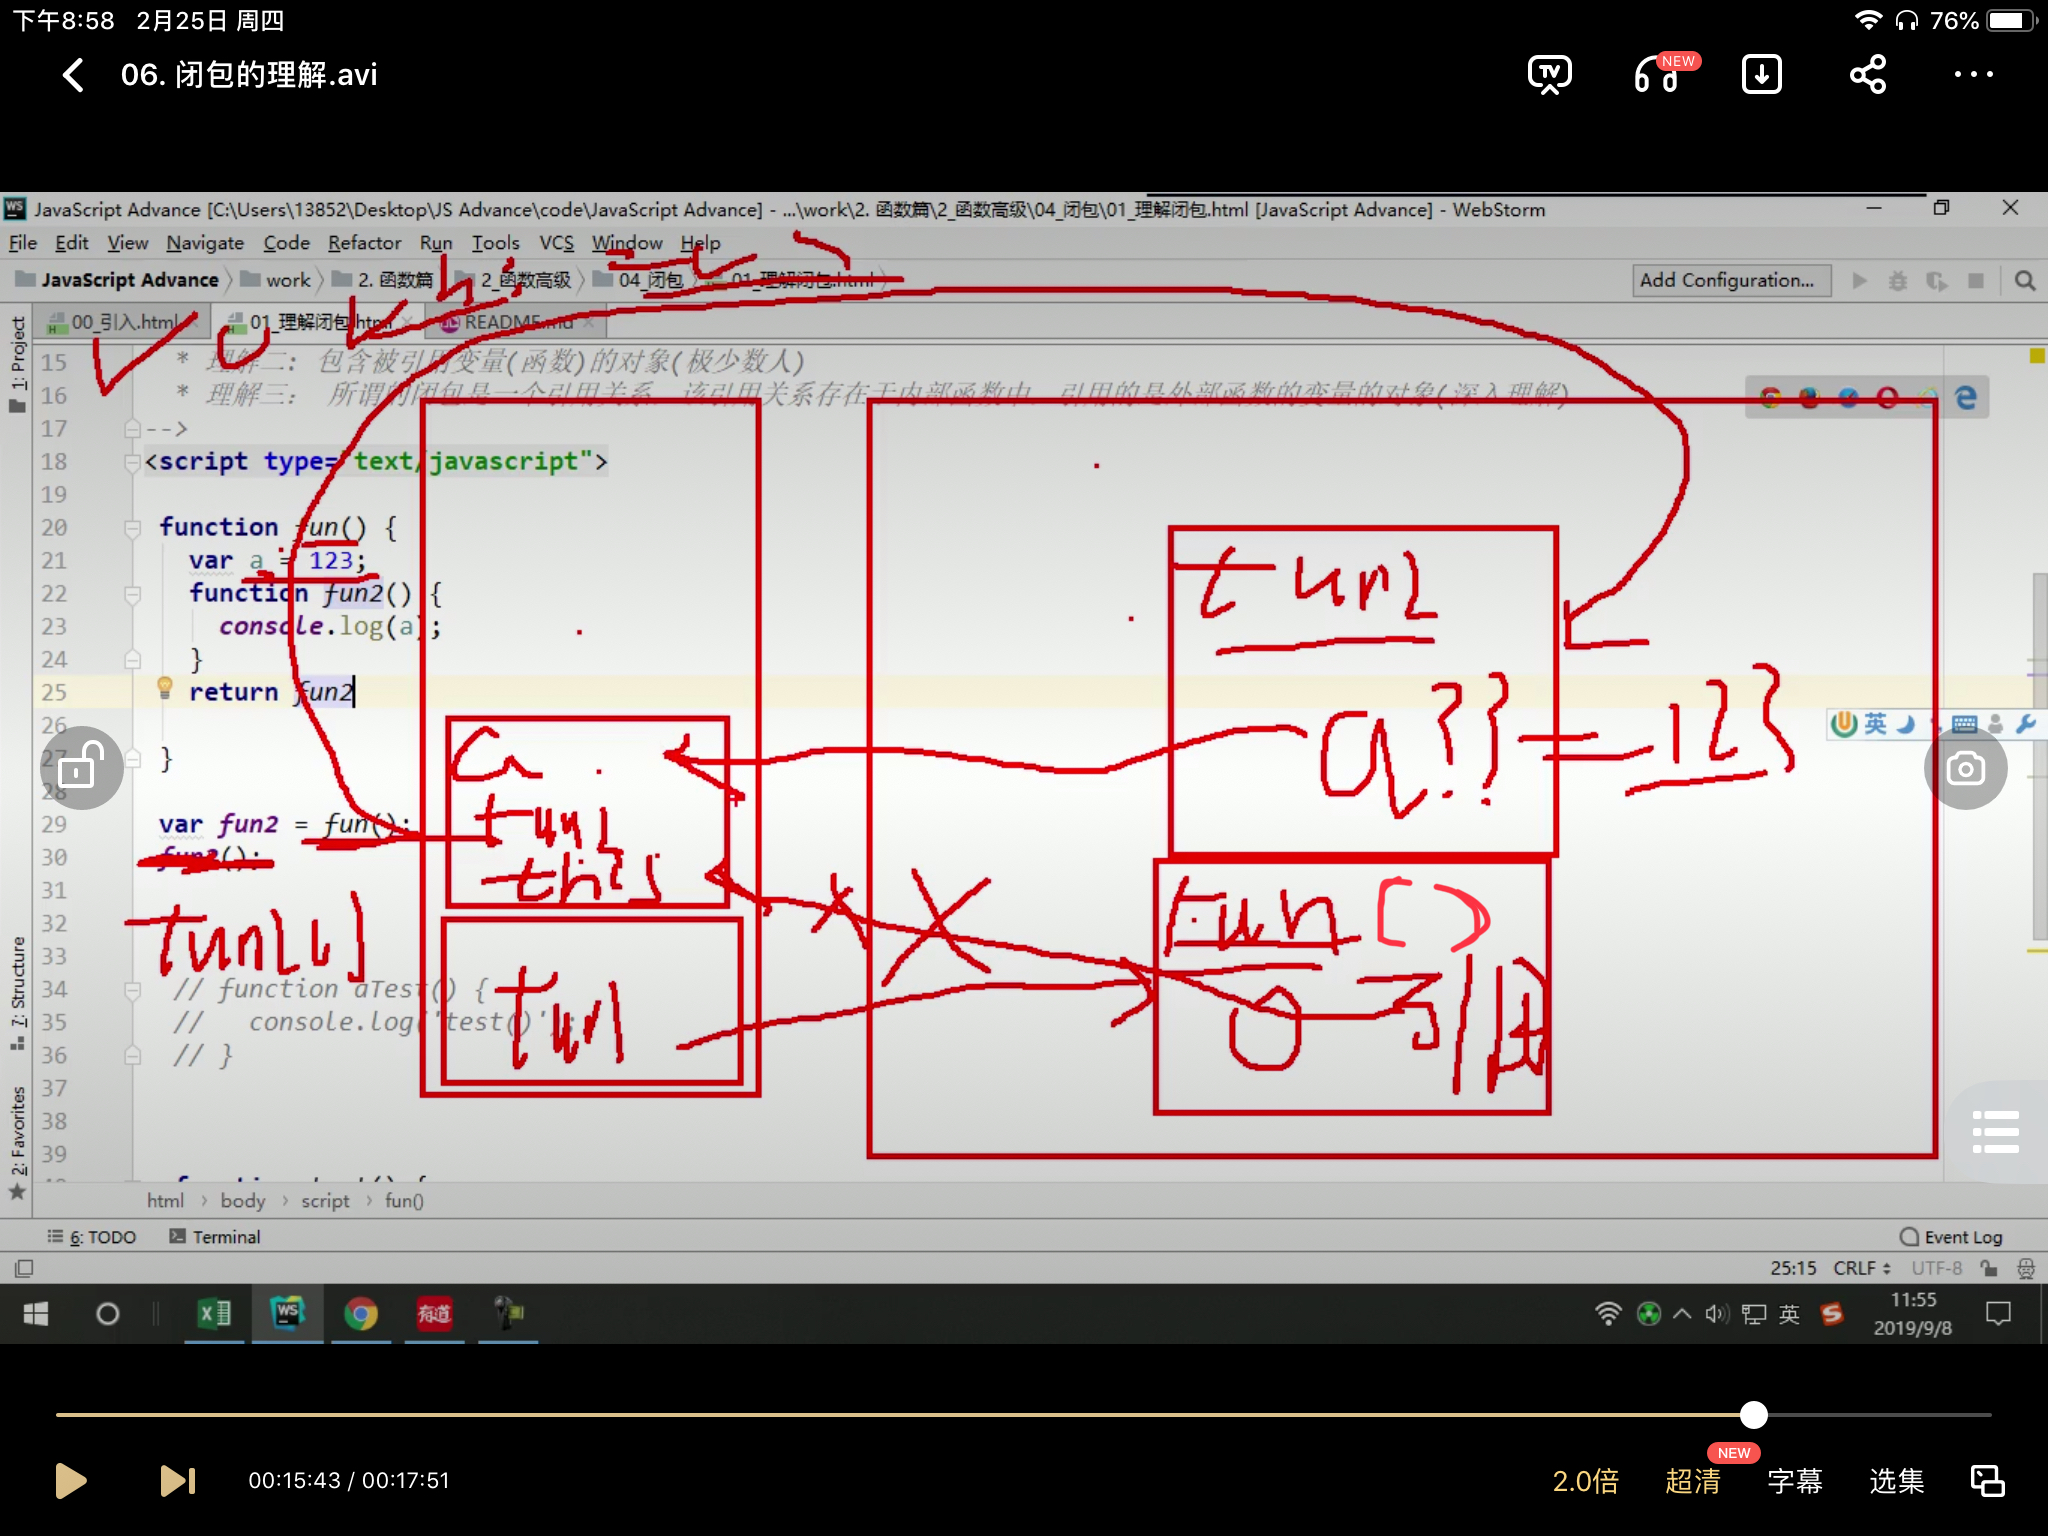 下午8:58 2月25日 周四
76%
06. 闭包的理解.avi
NEW
JavaScript Advance [C:\Users\13852\Desktop\JS Advance\code\JavaScript Advance] - ...\work\2. 函数篇\2_函数高级\04_闭包\01_理解闭包.html [JavaScript Advance] - WebStorm
File Edit View Navigate Code Refactor Run Tools VCS Window Help
JavaScript Advance work 2. 函数篇 2_函数高级 04_闭包 01_理解闭包.html
Add Configuration...
00_引入.html 01_理解闭包.html README.md
1: Project
15 * 理解二: 包含被引用变量(函数)的对象(极少数人)
16 * 理解三: 所谓的闭包是一个引用关系, 该引用关系存在于内部函数中, 引用的是外部函数的变量的对象(深入理解)
17 -->
18 <script type="text/javascript">
19
20 function fun() {
21 var a = 123;
22 function fun2() {
23 console.log(a);
24 }
25 return fun2
26
27 }
28
29 var fun2 = fun();
30 fun2();
31
32
33
34 // function aTest() {
35 // console.log('test()');
36 // }
37
38
39
fun2
a?? = 123
a
fun2
this
fun
fun
英
7: Structure
2: Favorites
html › body › script › fun()
6: TODO Terminal
Event Log
25:15 CRLF UTF-8
WS 有道
英
11:55
2019/9/8
00:15:43 / 00:17:51
2.0倍 超清 NEW 字幕 选集